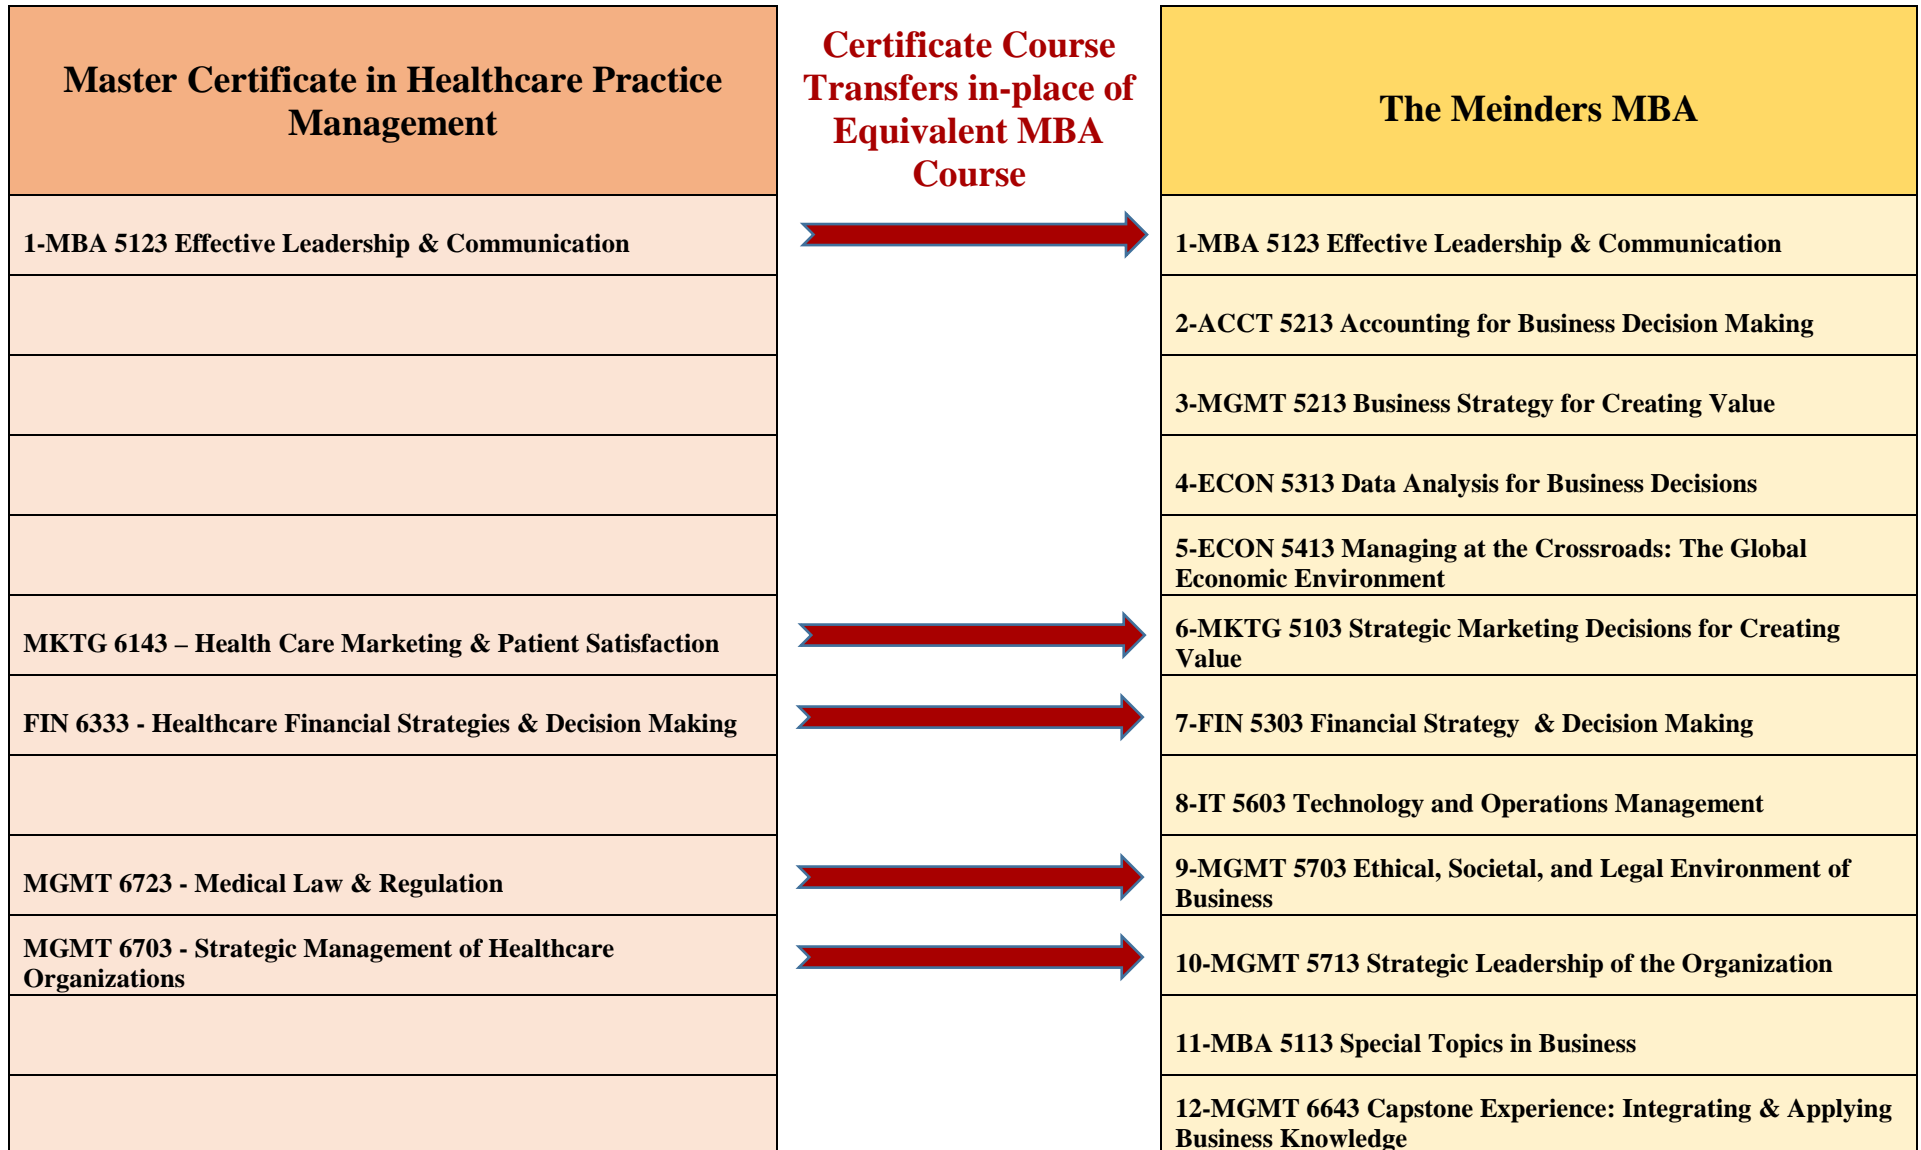 Master Certificate in Healthcare Practice
Management
Certificate Course
Transfers in-place of
Equivalent MBA
Course
The Meinders MBA
1-MBA 5123 Effective Leadership & Communication
1-MBA 5123 Effective Leadership & Communication
2-ACCT 5213 Accounting for Business Decision Making
3-MGMT 5213 Business Strategy for Creating Value
4-ECON 5313 Data Analysis for Business Decisions
5-ECON 5413 Managing at the Crossroads: The Global
Economic Environment
MKTG 6143 – Health Care Marketing & Patient Satisfaction
6-MKTG 5103 Strategic Marketing Decisions for Creating
Value
FIN 6333 - Healthcare Financial Strategies & Decision Making
7-FIN 5303 Financial Strategy & Decision Making
8-IT 5603 Technology and Operations Management
MGMT 6723 - Medical Law & Regulation
9-MGMT 5703 Ethical, Societal, and Legal Environment of
Business
MGMT 6703 - Strategic Management of Healthcare
Organizations
10-MGMT 5713 Strategic Leadership of the Organization
11-MBA 5113 Special Topics in Business
12-MGMT 6643 Capstone Experience: Integrating & Applying
Business Knowledge